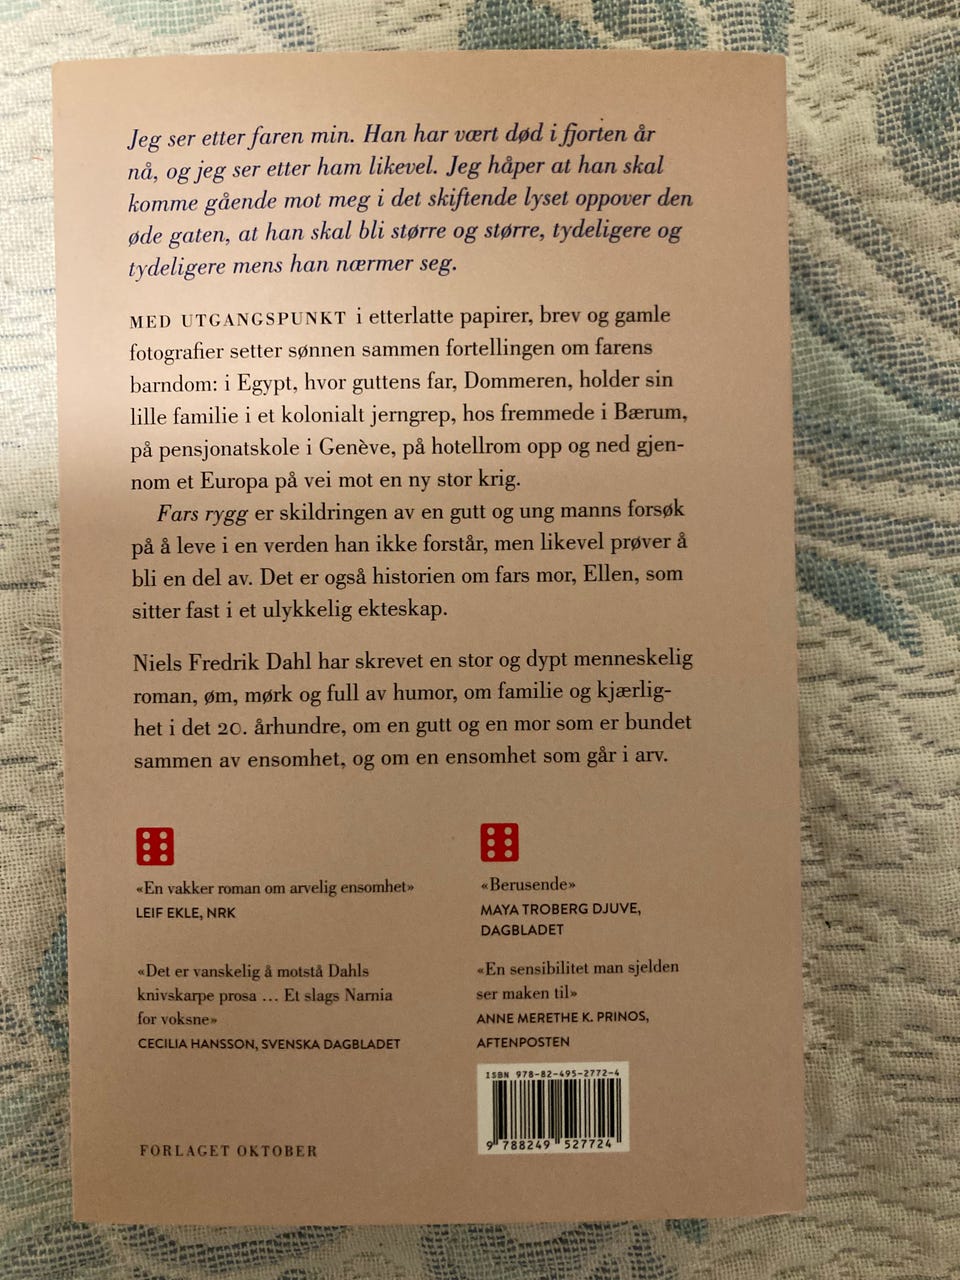 Jeg ser etter faren min. Han har vært død i fjorten år
nå, og jeg ser etter ham likevel. Jeg håper at han skal
komme gående mot meg i det skiftende lyset oppover den
øde gaten, at han skal bli større og større, tydeligere og
tydeligere mens han nærmer seg.
MED UTGANGSPUNKT i etterlatte papirer, brev og gamle
fotografier setter sønnen sammen fortellingen om farens
barndom: i Egypt, hvor guttens far, Dommeren, holder sin
lille familie i et kolonialt jerngrep, hos fremmede i Bærum,
på pensjonatskole i Genève, på hotellrom opp og ned gjen-
nom et Europa på vei mot en ny stor krig.
Fars rygg er skildringen av en gutt og ung manns forsøk
på å leve i en verden han ikke forstår, men likevel prøver å
bli en del av. Det er også historien om fars mor, Ellen, som
sitter fast i et ulykkelig ekteskap.
Niels Fredrik Dahl har skrevet en stor og dypt menneskelig
roman, øm, mørk og full av humor, om familie og kjærlig-
het i det 20. århundre, om en gutt og en mor som er bundet
sammen av ensomhet, og om en ensomhet som går i arv.
«En vakker roman om arvelig ensomhet»
LEIF EKLE, NRK
«Berusende»
MAYA TROBERG DJUVE,
DAGBLADET
«Det er vanskelig å motstå Dahls
knivskarpe prosa … Et slags Narnia
for voksne»
CECILIA HANSSON, SVENSKA DAGBLADET
«En sensibilitet man sjelden
ser maken til»
ANNE MERETHE K. PRINOS,
AFTENPOSTEN
ISBN 978-82-495-2772-4
9 788249 527724
FORLAGET OKTOBER